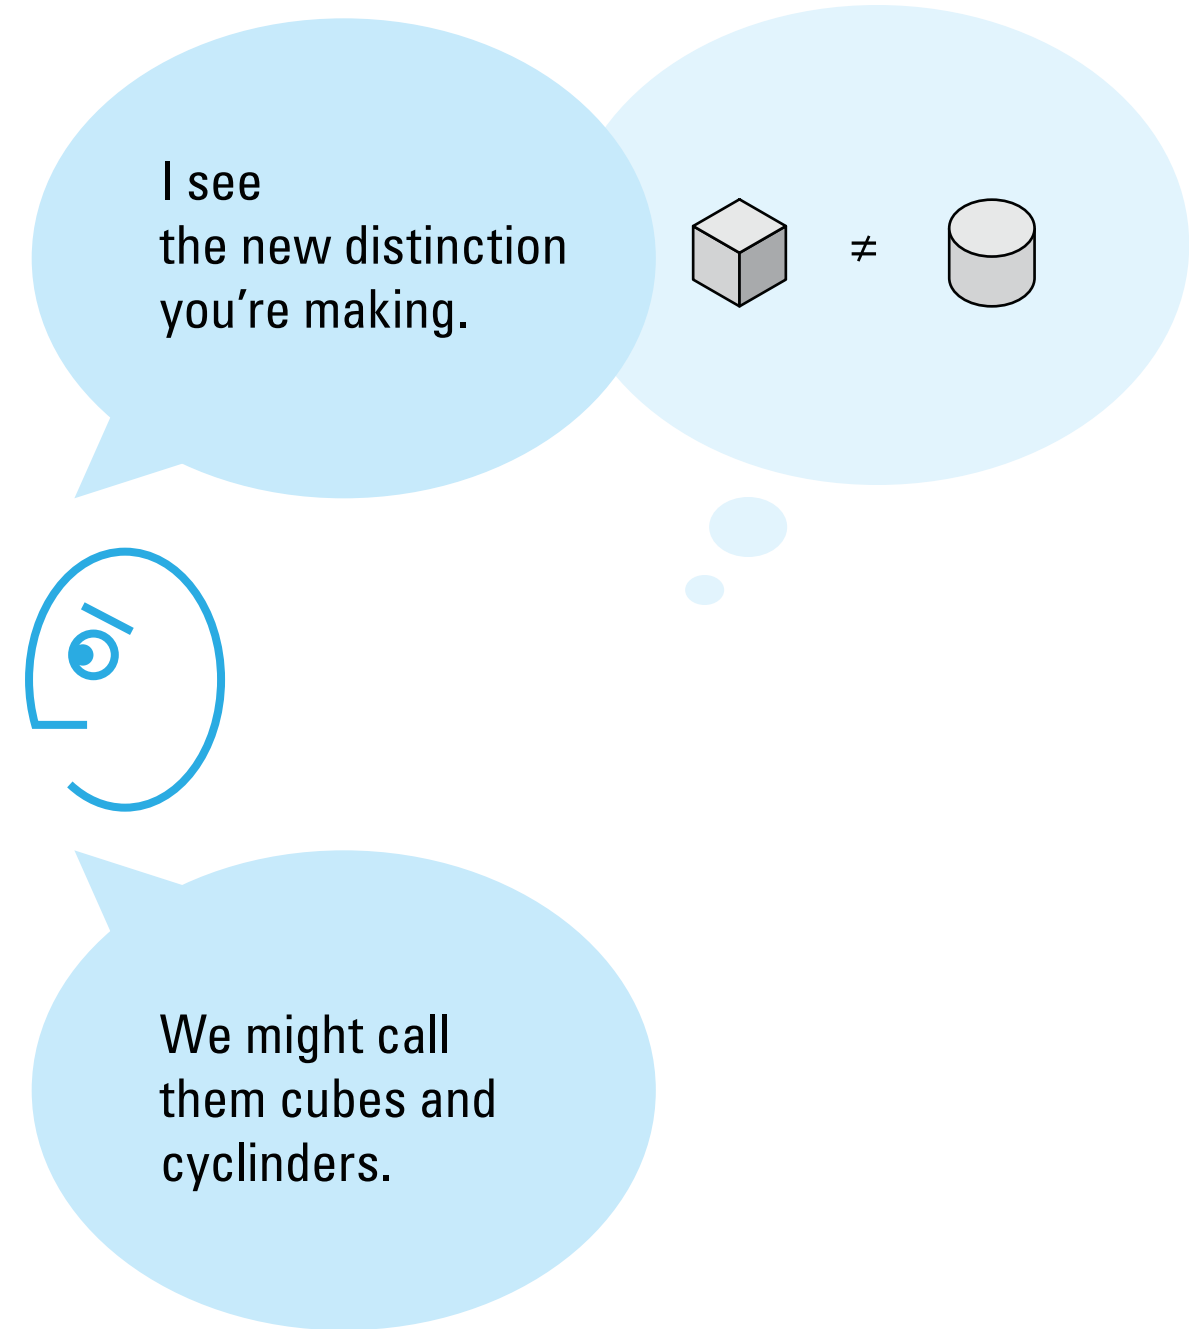 I see
the new distinction
you're making.
≠
We might call
them cubes and
cyclinders.